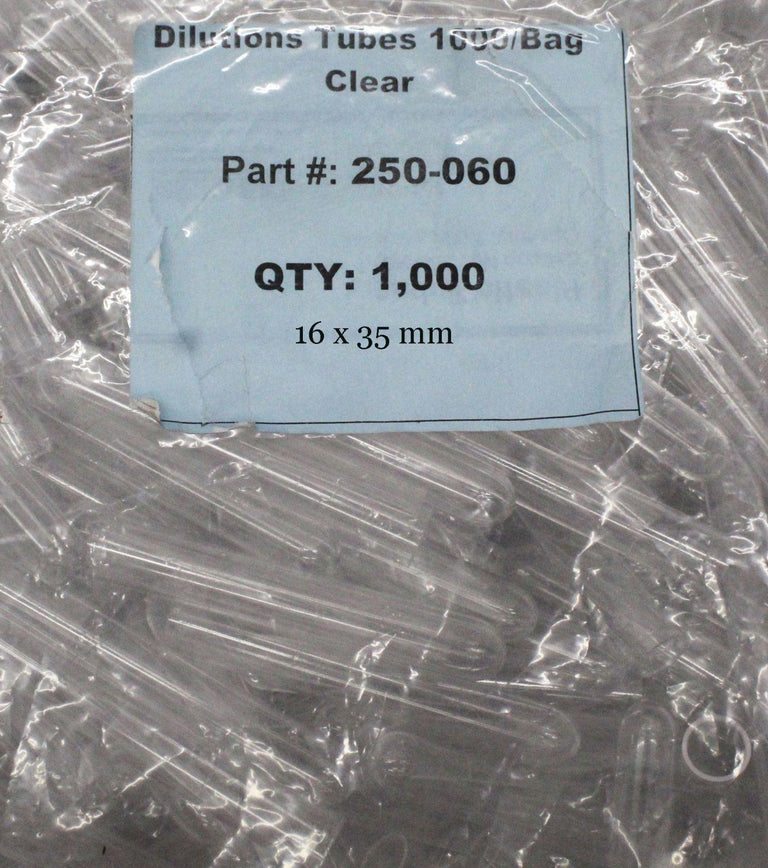 Dilutions Tubes 1000/Bag
Clear
Part #: 250-060
QTY: 1,000
16 x 35 mm